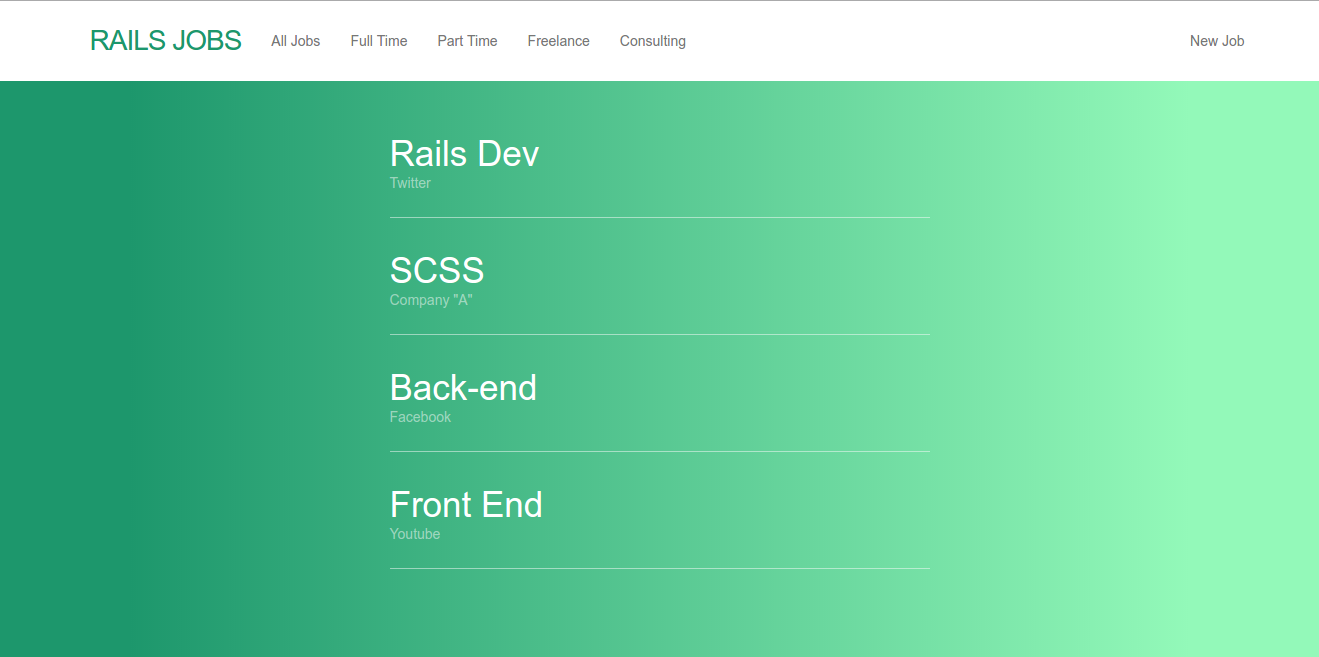 RAILS JOBS All Jobs Full Time Part Time Freelance Consulting New Job
Rails Dev
Twitter
SCSS
Company "A"
Back-end
Facebook
Front End
Youtube